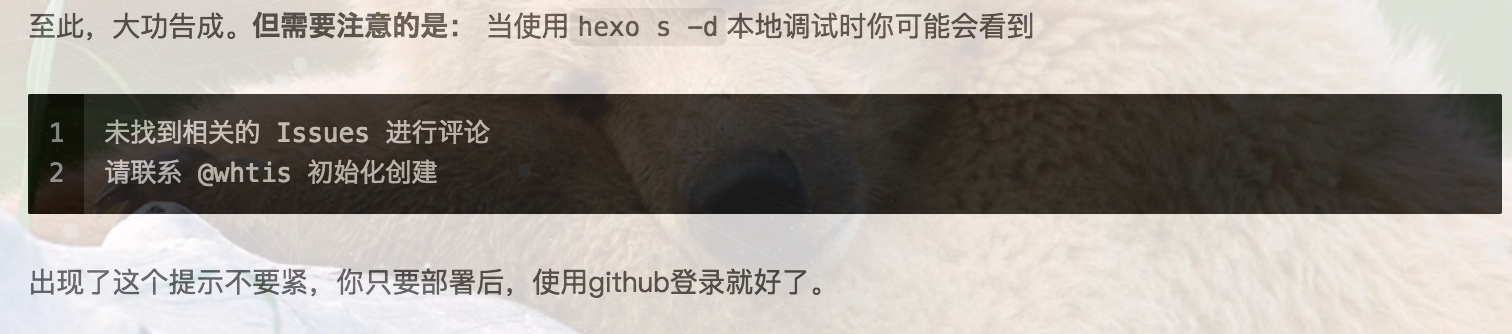 至此，大功告成。但需要注意的是： 当使用 hexo s -d 本地调试时你可能会看到
1 未找到相关的 Issues 进行评论
2 请联系 @whtis 初始化创建
出现了这个提示不要紧，你只要部署后，使用github登录就好了。